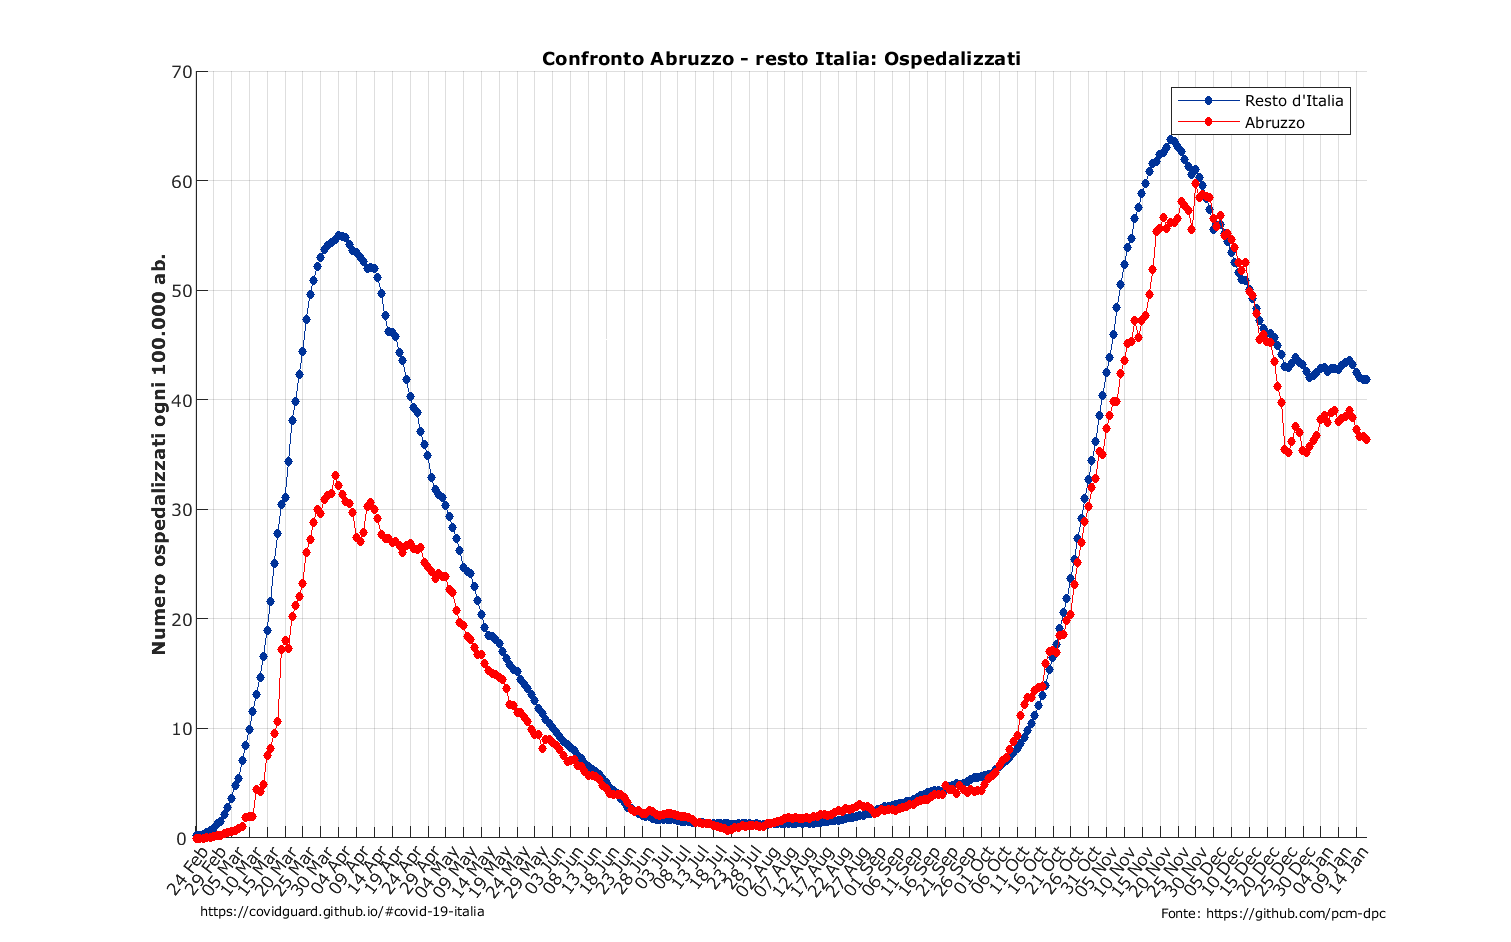 Confronto Abruzzo - resto Italia: Ospedalizzati
Resto d'Italia
Abruzzo
Numero ospedalizzati ogni 100.000 ab.
70
60
50
40
30
20
10
0
24 Feb
29 Feb
05 Mar
10 Mar
15 Mar
20 Mar
25 Mar
30 Mar
04 Apr
09 Apr
14 Apr
19 Apr
24 Apr
29 Apr
04 May
09 May
14 May
19 May
24 May
29 May
03 Jun
08 Jun
13 Jun
18 Jun
23 Jun
28 Jun
03 Jul
08 Jul
13 Jul
18 Jul
23 Jul
28 Jul
02 Aug
07 Aug
12 Aug
17 Aug
22 Aug
27 Aug
01 Sep
06 Sep
11 Sep
16 Sep
21 Sep
26 Sep
01 Oct
06 Oct
11 Oct
16 Oct
21 Oct
26 Oct
31 Oct
05 Nov
10 Nov
15 Nov
20 Nov
25 Nov
30 Nov
05 Dec
10 Dec
15 Dec
20 Dec
25 Dec
30 Dec
04 Jan
09 Jan
14 Jan
https://covidguard.github.io/#covid-19-italia
Fonte: https://github.com/pcm-dpc